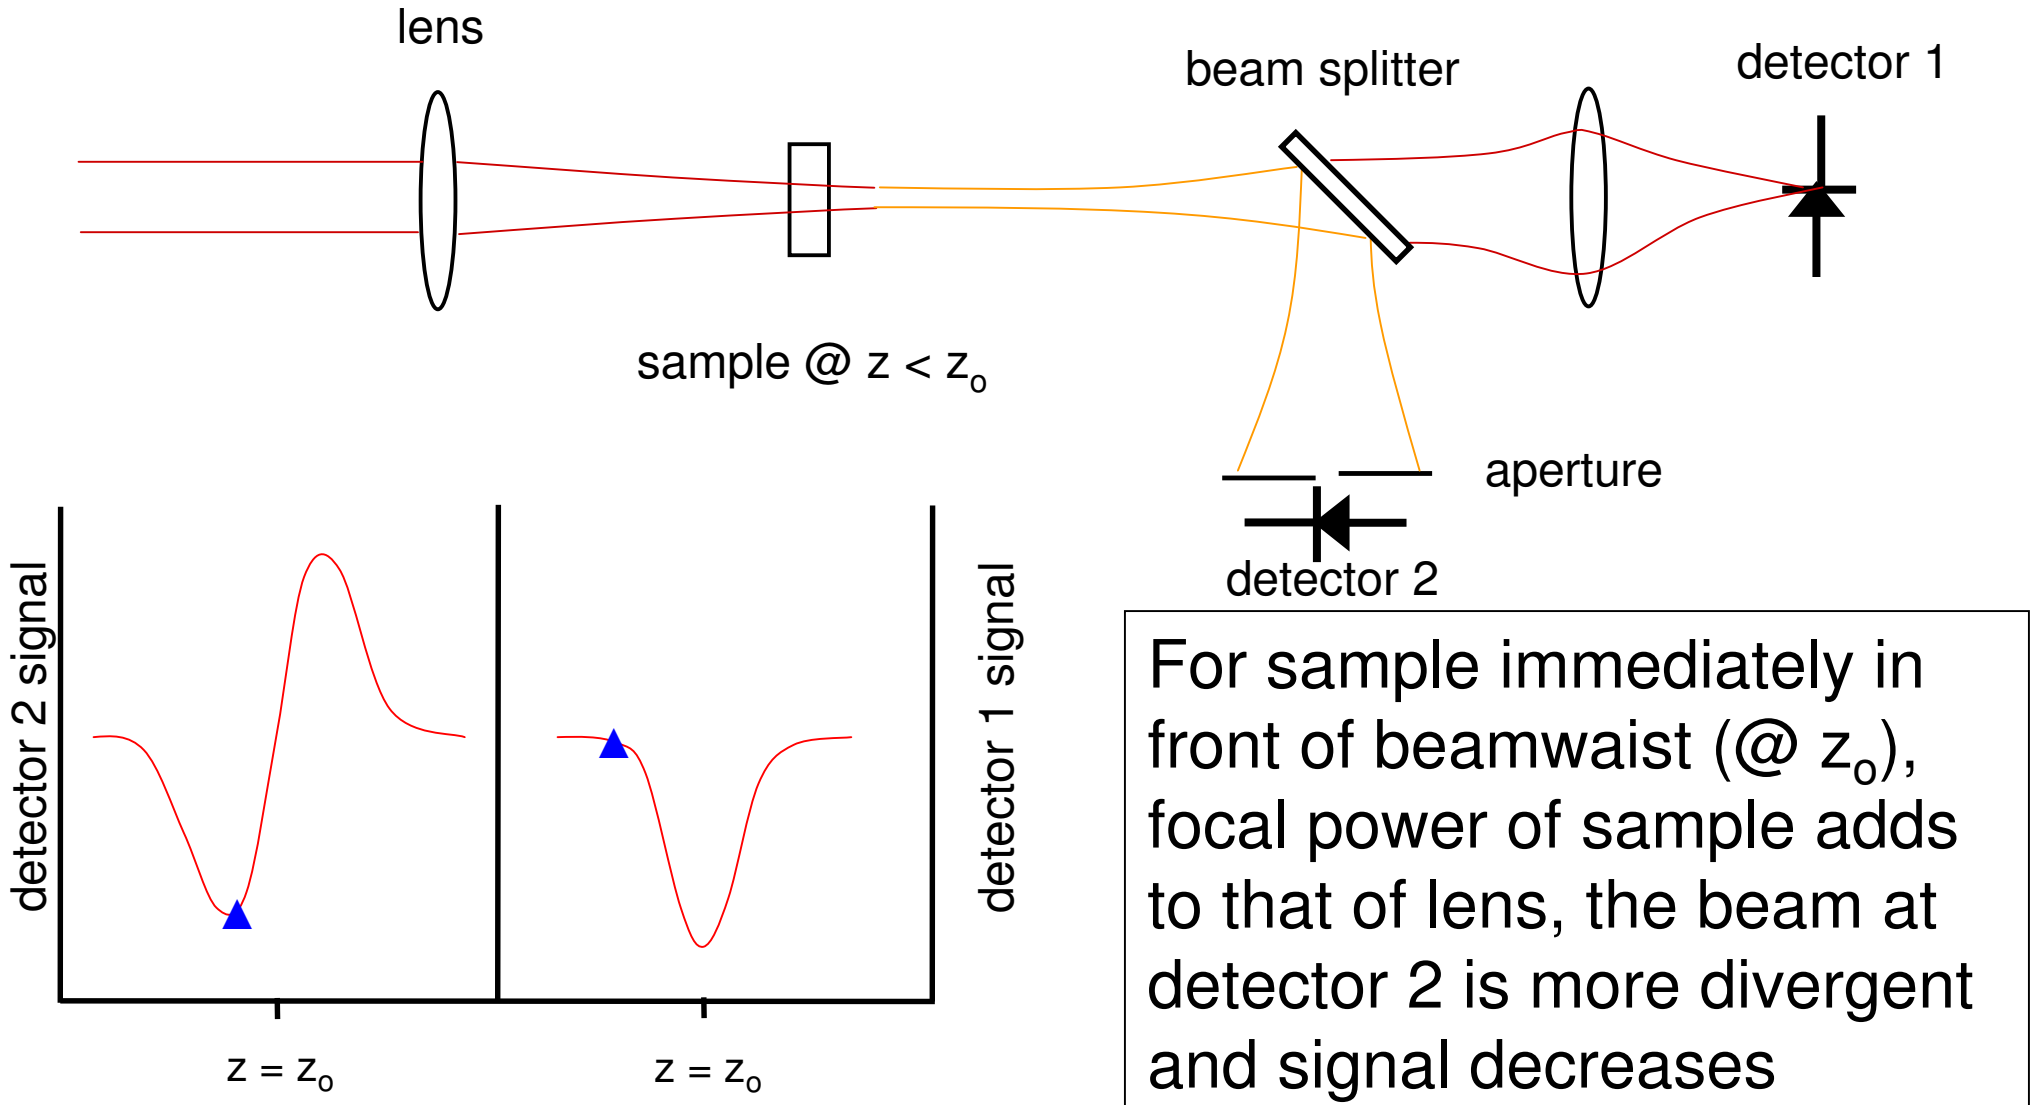 lens
beam splitter
detector 1
sample @ z < zₒ
aperture
detector 2
detector 2 signal
detector 1 signal
z = zₒ
z = zₒ
For sample immediately in
front of beamwaist (@ zₒ),
focal power of sample adds
to that of lens, the beam at
detector 2 is more divergent
and signal decreases